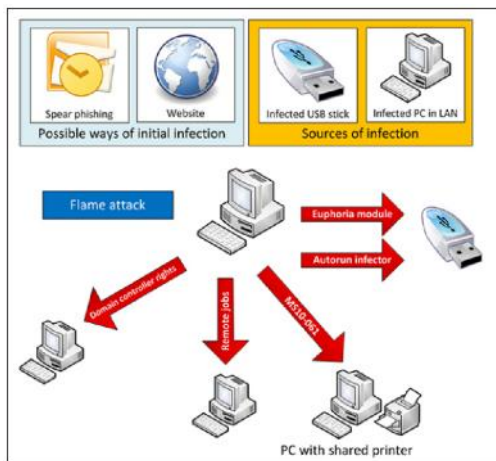 Spear phishing
Website
Infected USB stick
Infected PC in LAN
Possible ways of initial infection
Sources of infection
Flame attack
Euphoria module
Autorun infector
Domain controller rights
Remote jobs
MS10-061
PC with shared printer